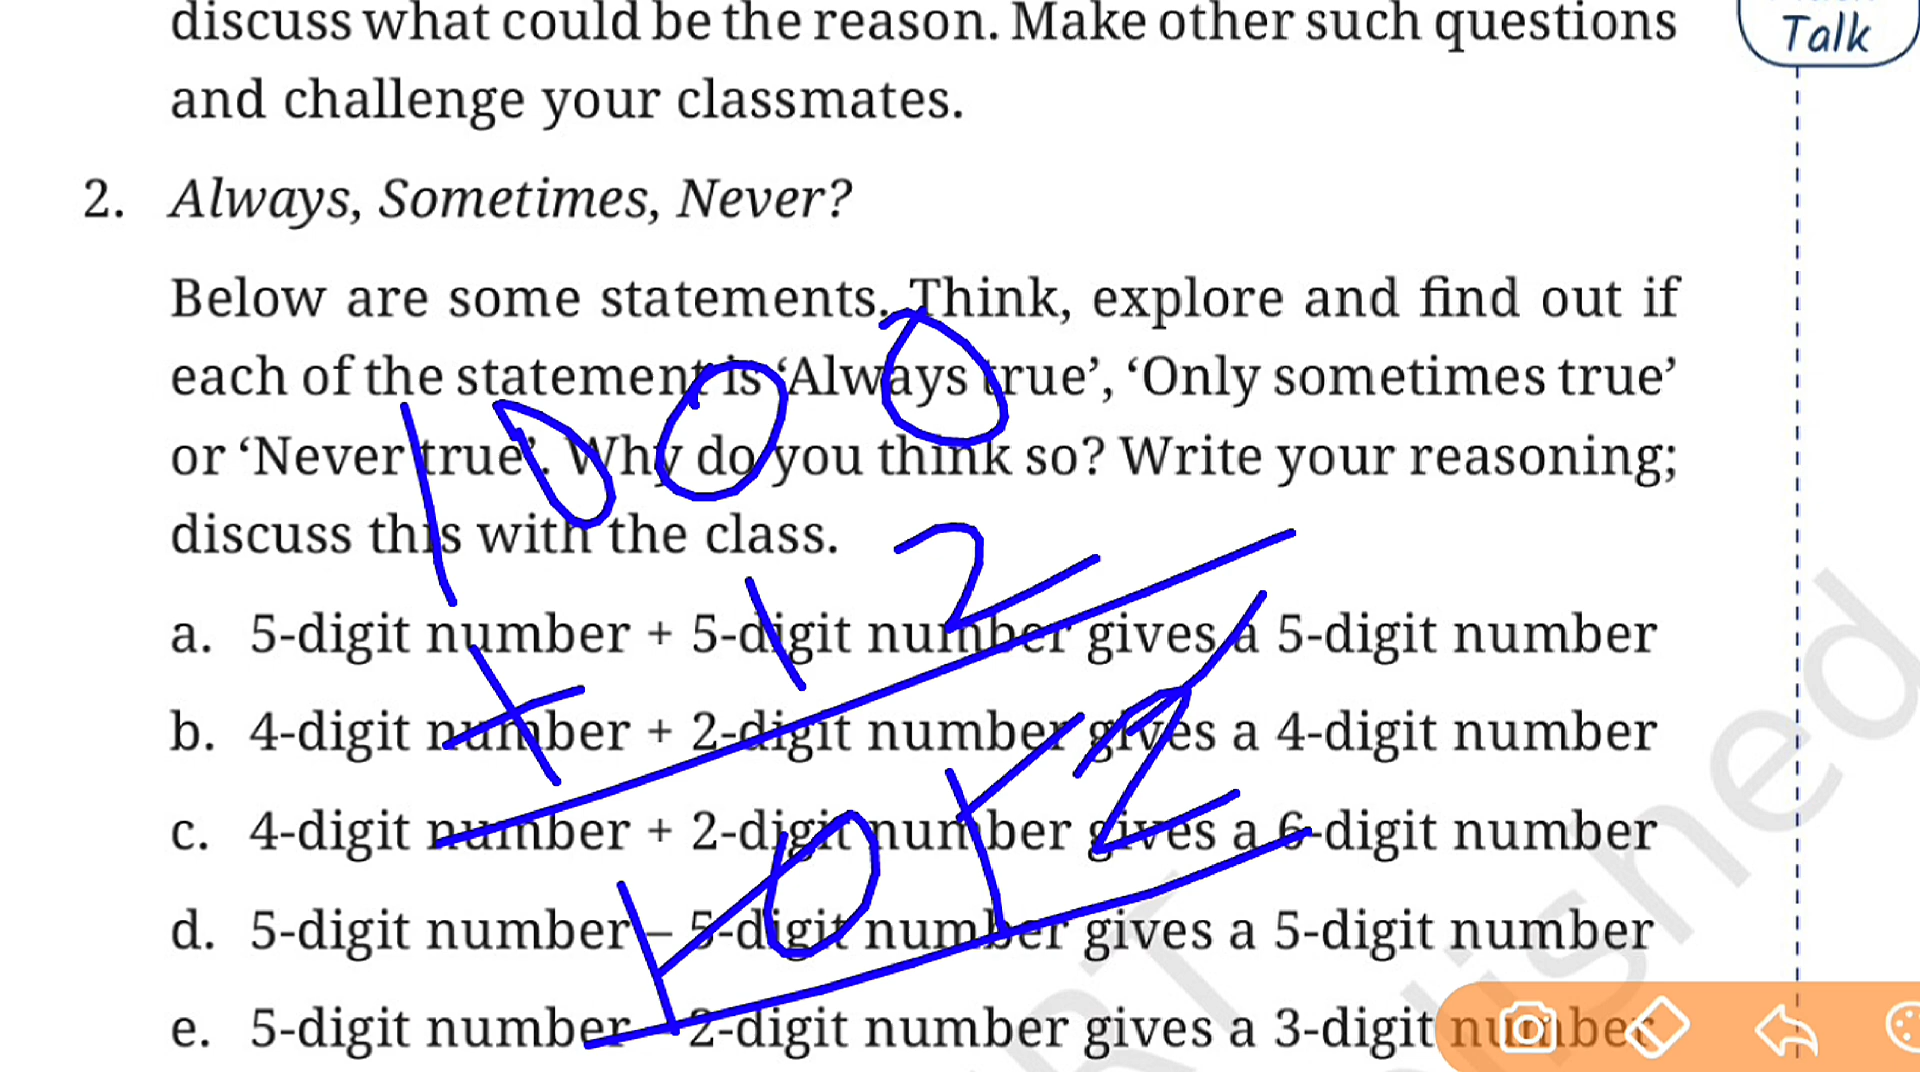 discuss what could be the reason. Make other such questions
Talk
and challenge your classmates.
2. Always, Sometimes, Never?
Below are some statements. Think, explore and find out if
each of the statement is ‘Always true’, ‘Only sometimes true’
or ‘Never true’. Why do you think so? Write your reasoning;
discuss this with the class.
a. 5-digit number + 5-digit number gives a 5-digit number
b. 4-digit number + 2-digit number gives a 4-digit number
c. 4-digit number + 2-digit number gives a 6-digit number
d. 5-digit number – 5-digit number gives a 5-digit number
e. 5-digit number 2-digit number gives a 3-digit number
1000
+ 12
1012